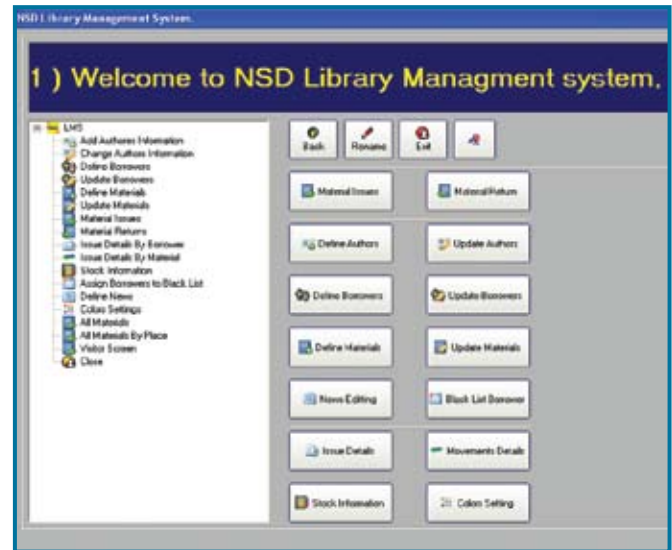 NSD Library Management System.
1 ) Welcome to NSD Library Managment system,
LMS
Add Authores Information
Change Authors Information
Define Borrowers
Update Borrowers
Define Materials
Update Materials
Material Issues
Material Returns
Issue Details By Borrower
Issue Details By Material
Stock Information
Assign Borrowers to Black List
Define News
Colors Settings
All Materials
All Materials By Place
Visitor Screen
Close
Back Rename Exit
Material Issues Material Return
Define Authors Update Authors
Define Borrowers Update Borrowers
Define Materials Update Materials
News Editing Black List Borrower
Issue Details Movements Details
Stock Information Colors Setting